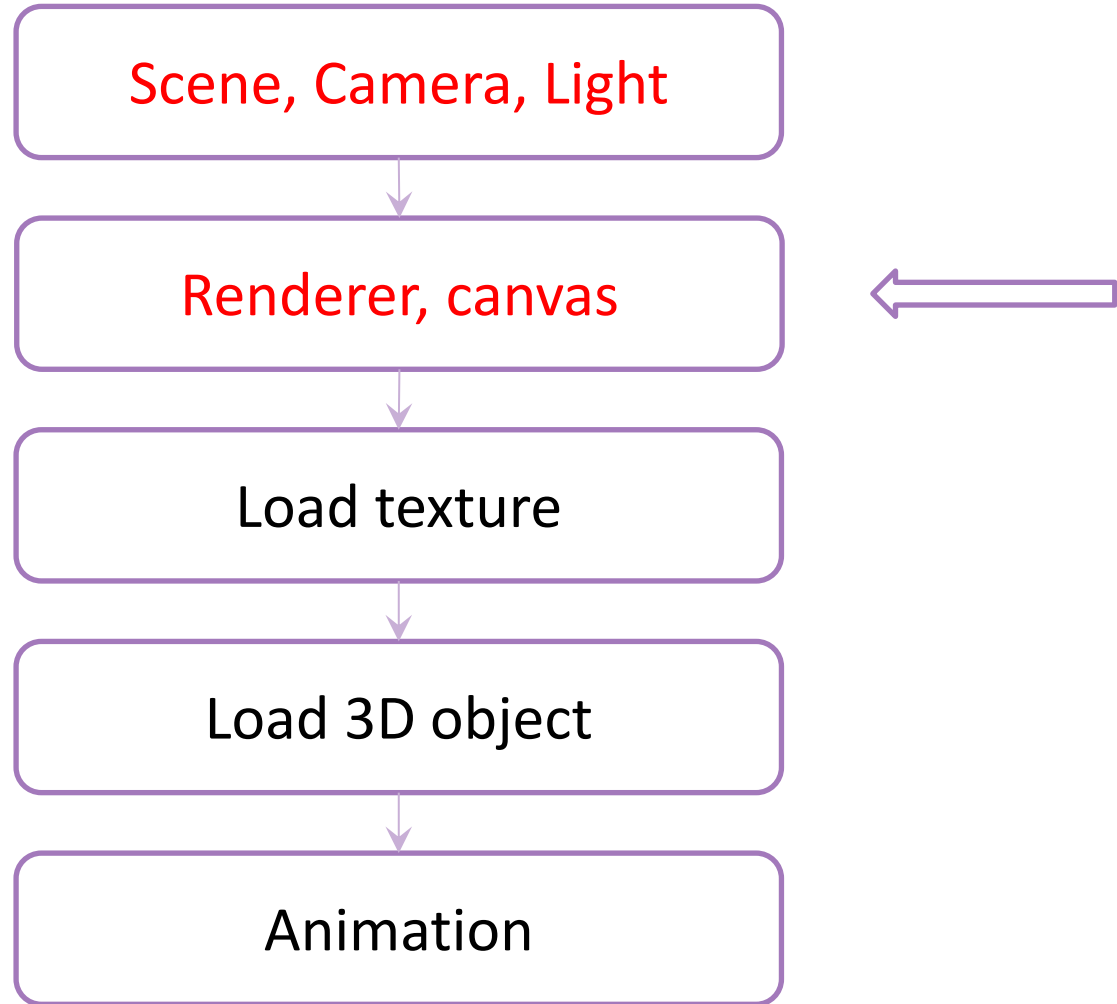 Scene, Camera, Light
Renderer, canvas
Load texture
Load 3D object
Animation